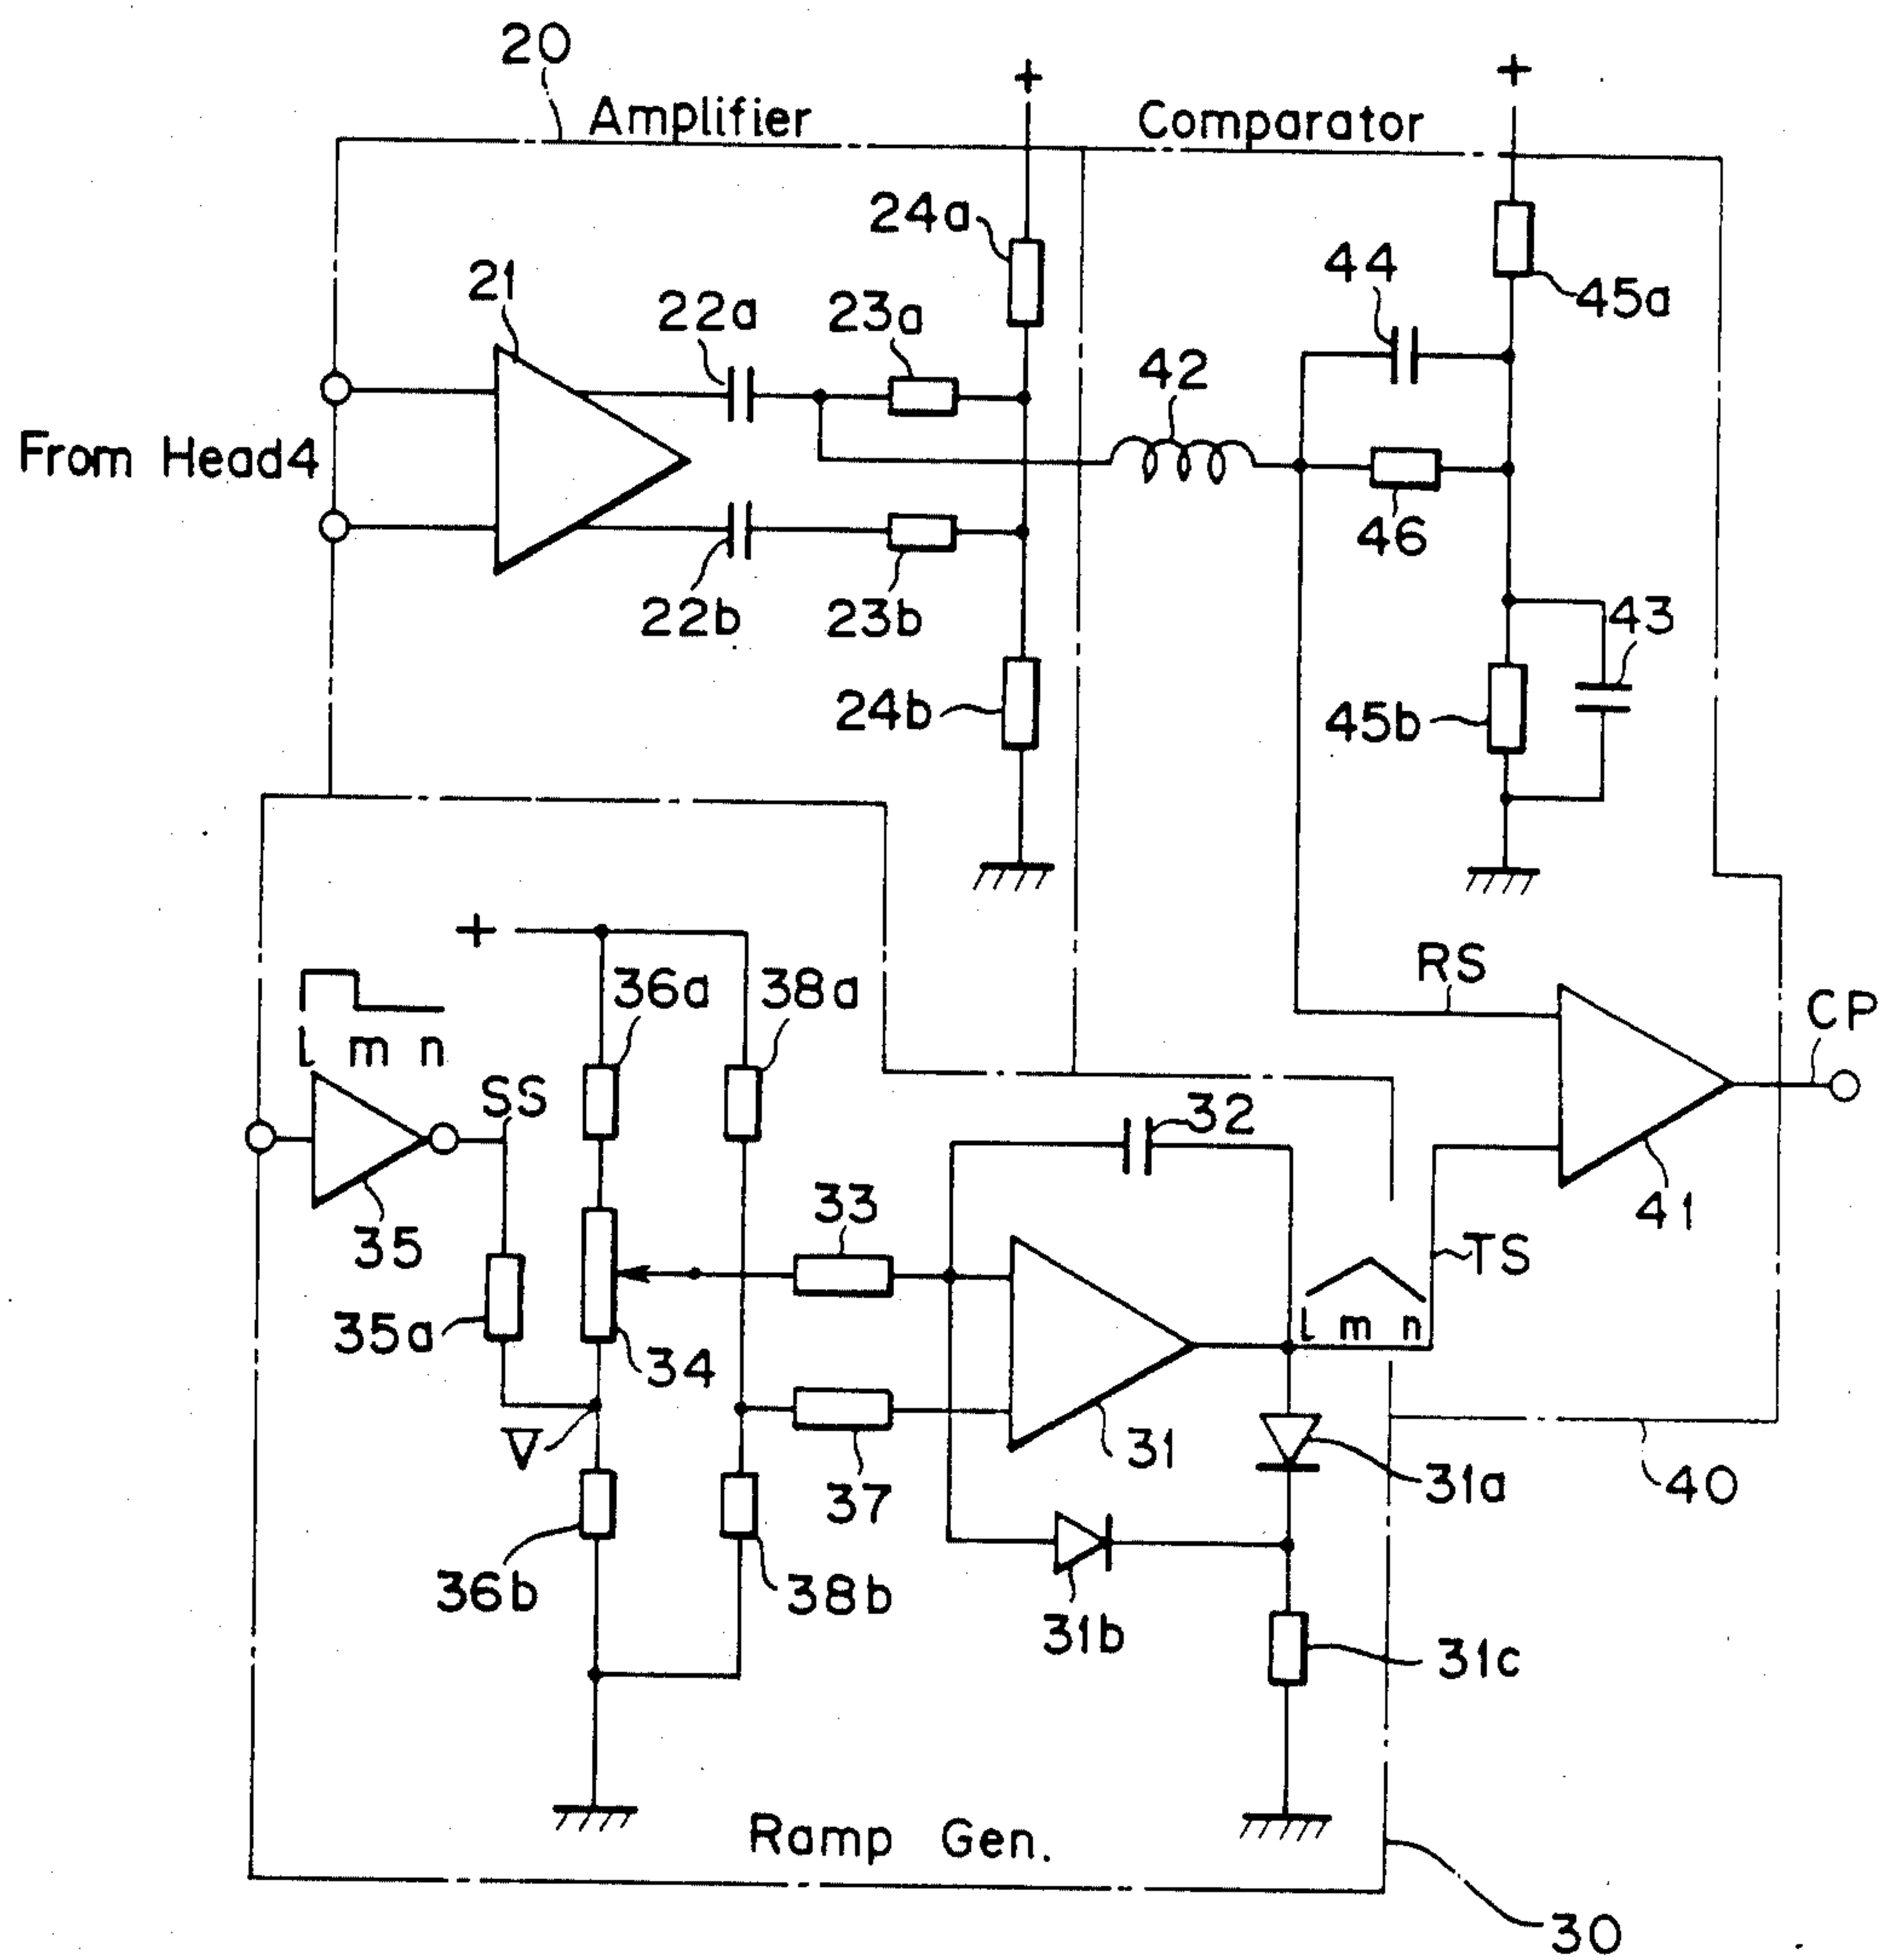 20
Amplifier
+
Comparator
+
24a
21
22a
23a
44
45a
42
From Head4
46
22b
23b
43
24b
45b
+
36a
38a
RS
CP
l m n
SS
32
35
33
41
TS
35a
34
l m n
V
37
31
31a
40
36b
38b
31b
31c
Ramp Gen.
30